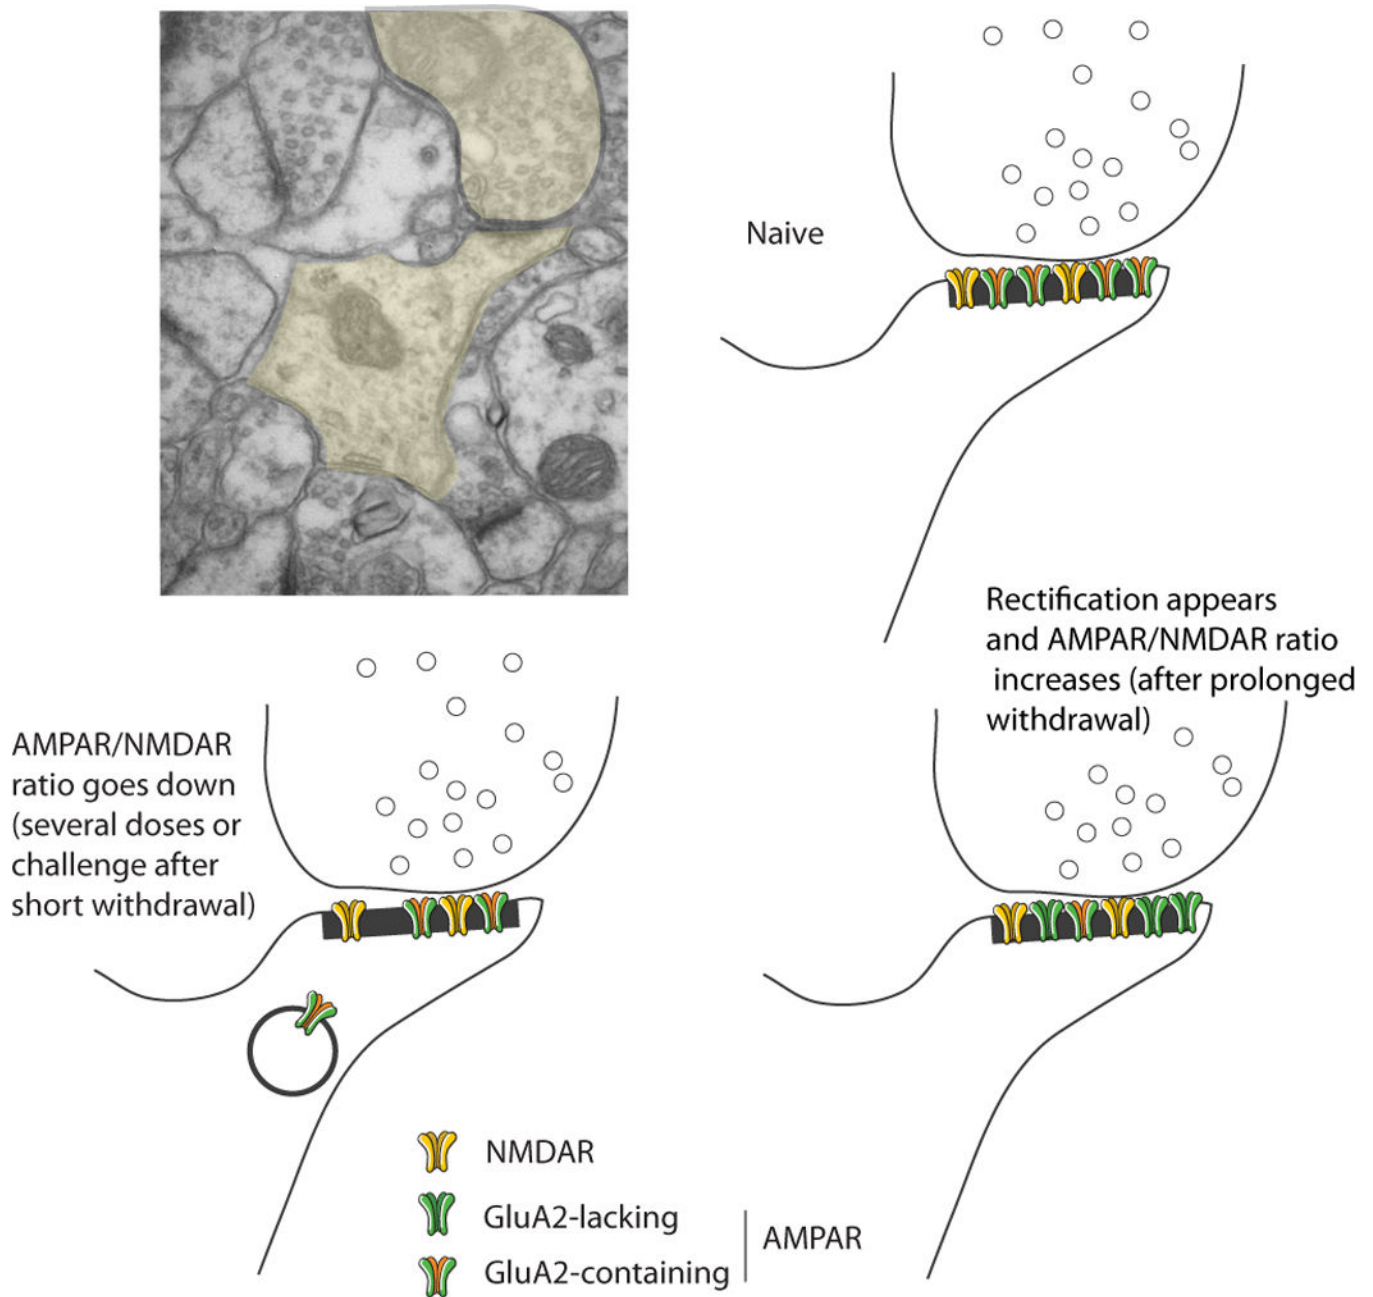 Naive
Rectification appears
and AMPAR/NMDAR ratio
increases (after prolonged
withdrawal)
AMPAR/NMDAR
ratio goes down
(several doses or
challenge after
short withdrawal)
NMDAR
GluA2-lacking
GluA2-containing
AMPAR